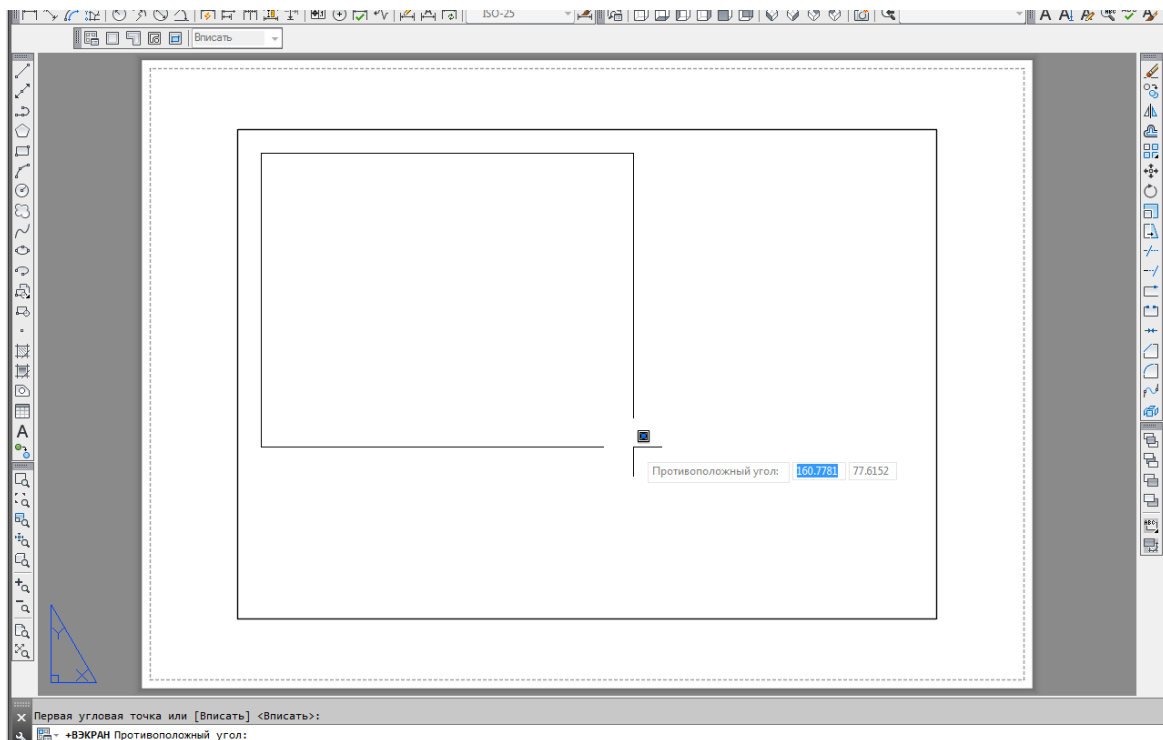 ISO-25
Вписать
Противоположный угол: 160.7781 77.6152
Y
X
Первая угловая точка или [Вписать] <Вписать>:
+ВЭКРАН Противоположный угол: